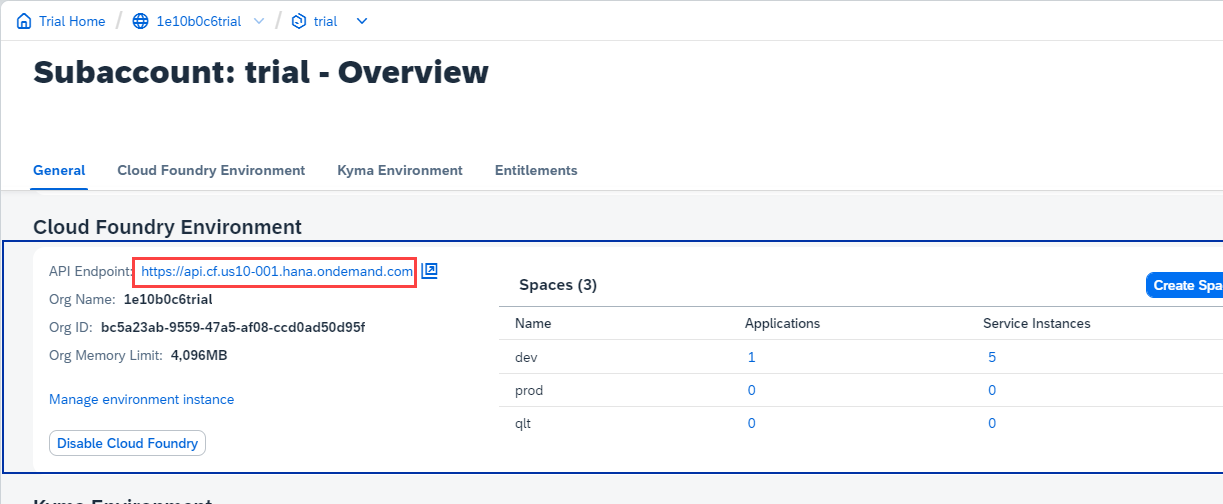 Trial Home / 1e10b0c6trial / trial
Subaccount: trial - Overview
General Cloud Foundry Environment Kyma Environment Entitlements
Cloud Foundry Environment
API Endpoint: https://api.cf.us10-001.hana.ondemand.com
Org Name: 1e10b0c6trial
Org ID: bc5a23ab-9559-47a5-af08-ccd0ad50d95f
Org Memory Limit: 4,096MB
Manage environment instance
Disable Cloud Foundry
Spaces (3) Create Spa
Name Applications Service Instances
dev 1 5
prod 0 0
qlt 0 0
Kyma Environment